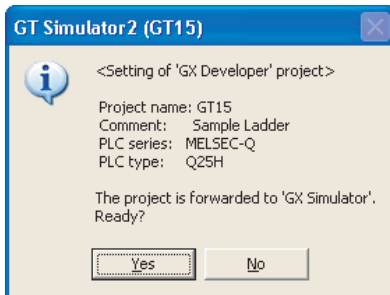 GT Simulator2 (GT15)
<Setting of 'GX Developer' project>
Project name: GT15
Comment: Sample Ladder
PLC series: MELSEC-Q
PLC type: Q25H
The project is forwarded to 'GX Simulator'.
Ready?
Yes No